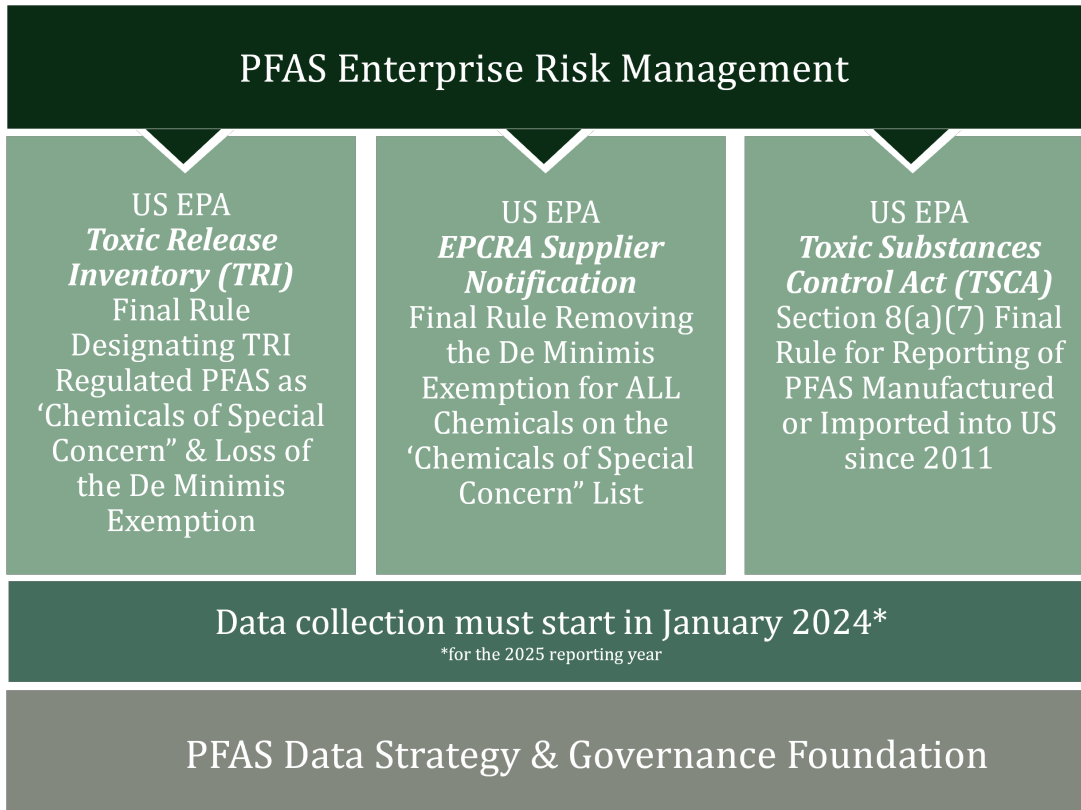 PFAS Enterprise Risk Management
US EPA
Toxic Release
Inventory (TRI)
Final Rule
Designating TRI
Regulated PFAS as
‘Chemicals of Special
Concern” & Loss of
the De Minimis
Exemption
US EPA
EPCRA Supplier
Notification
Final Rule Removing
the De Minimis
Exemption for ALL
Chemicals on the
‘Chemicals of Special
Concern” List
US EPA
Toxic Substances
Control Act (TSCA)
Section 8(a)(7) Final
Rule for Reporting of
PFAS Manufactured
or Imported into US
since 2011
Data collection must start in January 2024*
*for the 2025 reporting year
PFAS Data Strategy & Governance Foundation